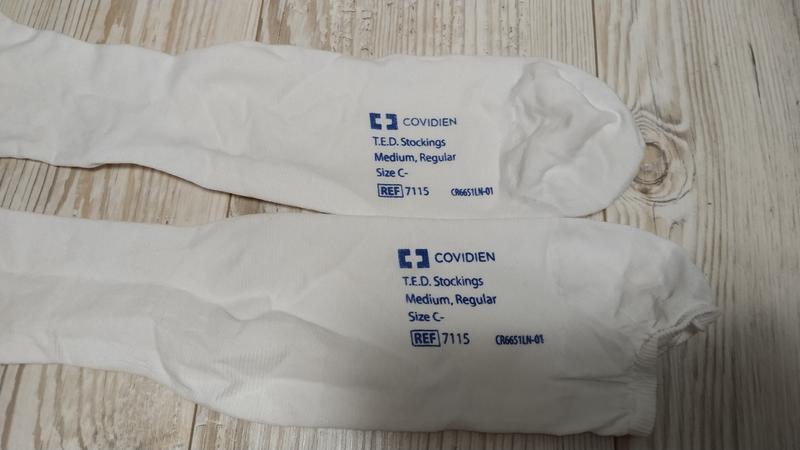 COVIDIEN
T.E.D. Stockings
Medium, Regular
Size C-
REF 7115 CR6651LN-01
COVIDIEN
T.E.D. Stockings
Medium, Regular
Size C-
REF 7115 CR6651LN-01